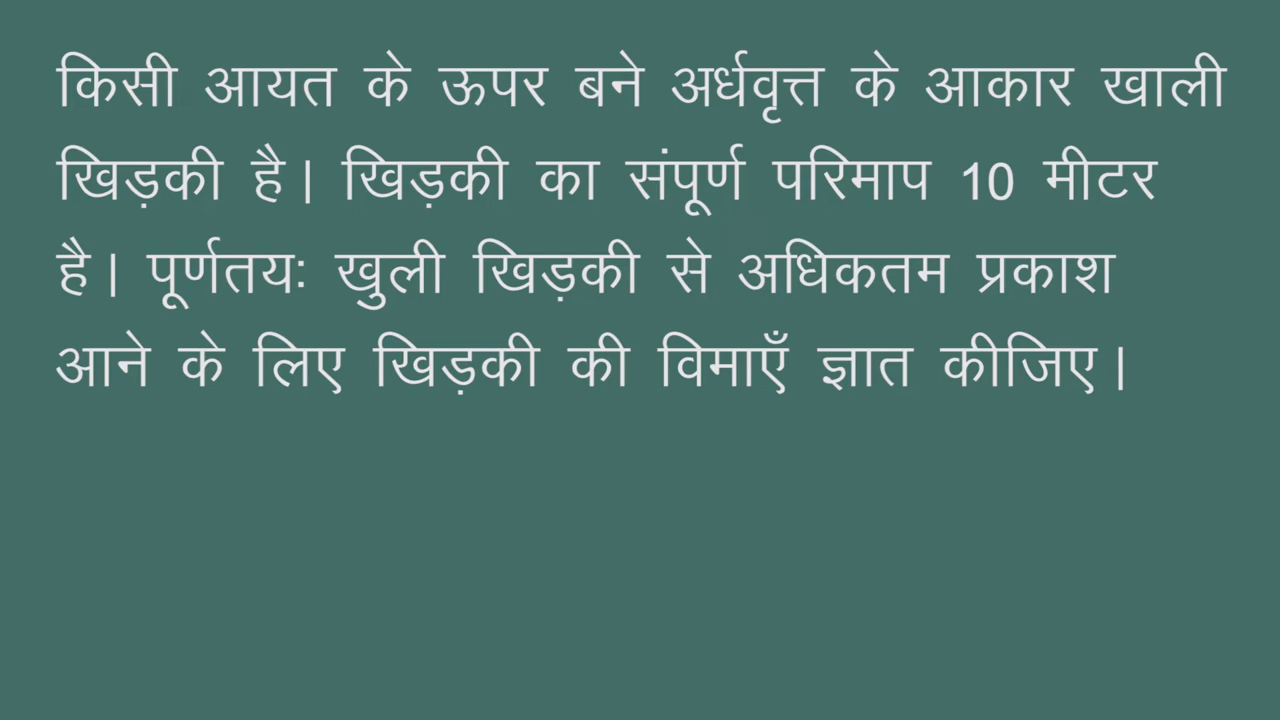 किसी आयत के ऊपर बने अर्धवृत्त के आकार खाली
खिड़की है| खिड़की का संपूर्ण परिमाप 10 मीटर
है| पूर्णतयः खुली खिड़की से अधिकतम प्रकाश
आने के लिए खिड़की की विमाएँ ज्ञात कीजिए|